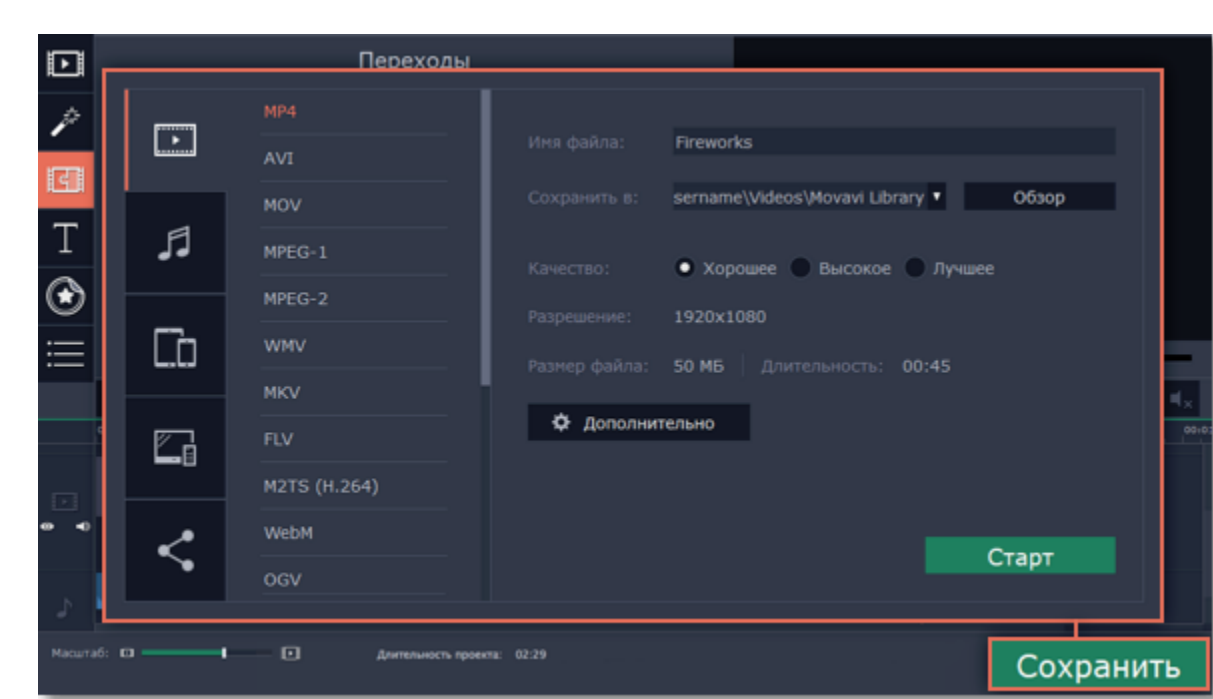 Переходы
MP4
AVI
MOV
MPEG-1
MPEG-2
WMV
MKV
FLV
M2TS (H.264)
WebM
OGV
Имя файла: Fireworks
Сохранить в: sername\Videos\Movavi Library Обзор
Качество: Хорошее Высокое Лучшее
Разрешение: 1920x1080
Размер файла: 50 МБ Длительность: 00:45
Дополнительно
Старт
Масштаб: Длительность проекта: 02:29
Сохранить